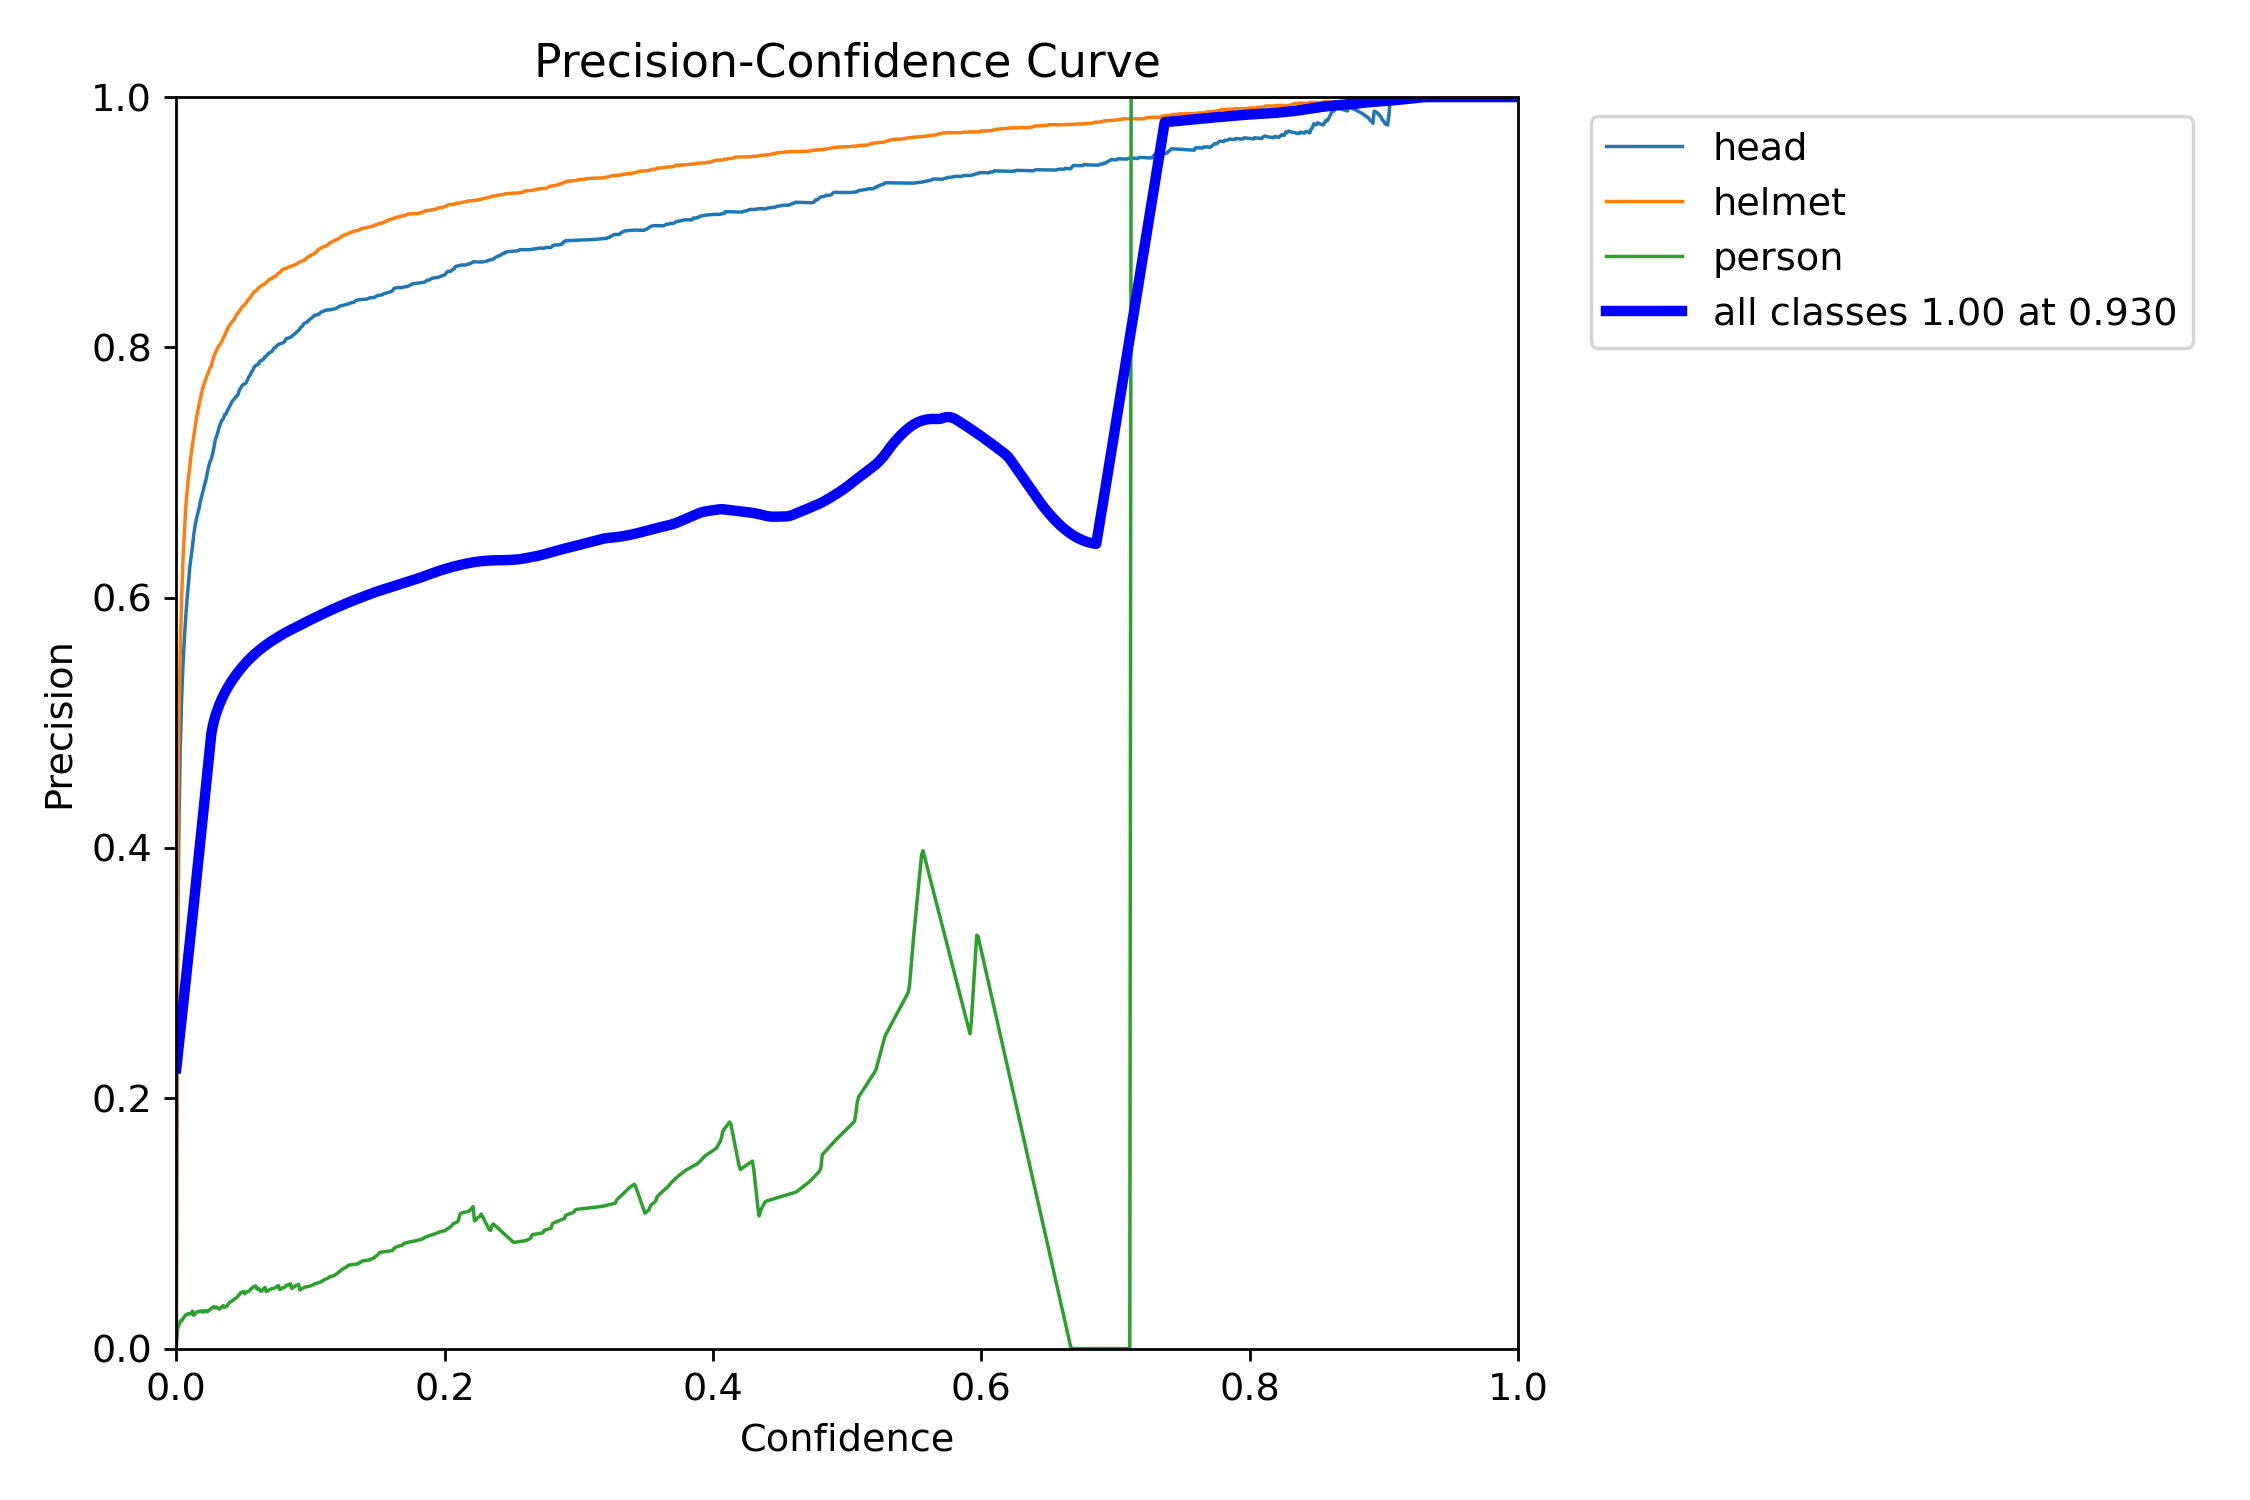 Precision-Confidence Curve
1.0
0.8
0.6
0.4
0.2
0.0
Precision
0.0 0.2 0.4 0.6 0.8 1.0
Confidence
head
helmet
person
all classes 1.00 at 0.930